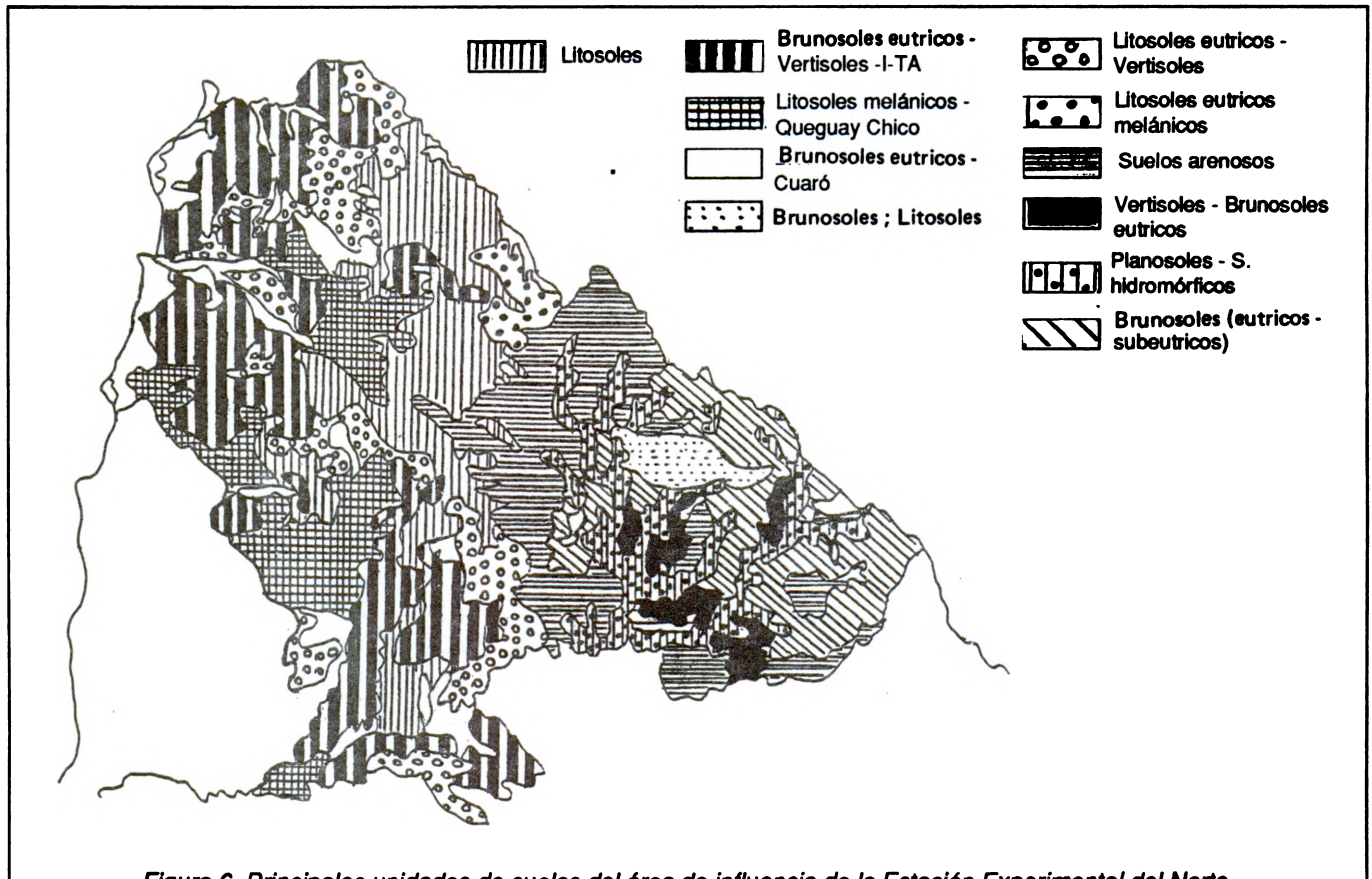 Litosoles
Brunosoles eutricos -
Vertisoles -I-TA
Litosoles melánicos -
Queguay Chico
Brunosoles eutricos -
Cuaró
Brunosoles ; Litosoles
Litosoles eutricos -
Vertisoles
Litosoles eutricos
melánicos
Suelos arenosos
Vertisoles - Brunosoles
eutricos
Planosoles - S.
hidromórficos
Brunosoles (eutricos -
subeutricos)
Figura 6. Principales unidades de suelos del área de influencia de la Estación Experimental del Norte